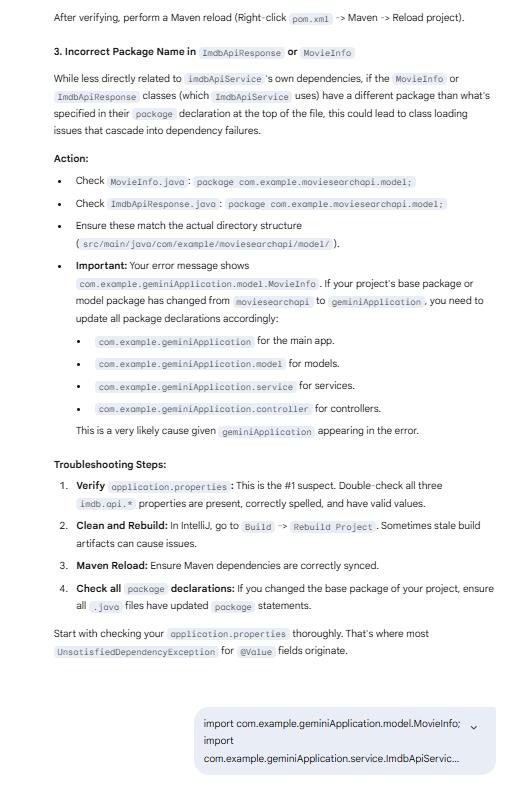 After verifying, perform a Maven reload (Right-click pom.xml -> Maven -> Reload project).
3. Incorrect Package Name in ImdbApiResponse or MovieInfo
While less directly related to imdbApiService 's own dependencies, if the MovieInfo or
ImdbApiResponse classes (which ImdbApiService uses) have a different package than what's
specified in their package declaration at the top of the file, this could lead to class loading
issues that cascade into dependency failures.
Action:
• Check MovieInfo.java : package com.example.moviesearchapi.model;
• Check ImdbApiResponse.java : package com.example.moviesearchapi.model;
• Ensure these match the actual directory structure
( src/main/java/com/example/moviesearchapi/model/ ).
• Important: Your error message shows
com.example.geminiApplication.model.MovieInfo . If your project's base package or
model package has changed from moviesearchapi to geminiApplication , you need to
update all package declarations accordingly:
• com.example.geminiApplication for the main app.
• com.example.geminiApplication.model for models.
• com.example.geminiApplication.service for services.
• com.example.geminiApplication.controller for controllers.
This is a very likely cause given geminiApplication appearing in the error.
Troubleshooting Steps:
1. Verify application.properties : This is the #1 suspect. Double-check all three
imdb.api.* properties are present, correctly spelled, and have valid values.
2. Clean and Rebuild: In IntelliJ, go to Build -> Rebuild Project . Sometimes stale build
artifacts can cause issues.
3. Maven Reload: Ensure Maven dependencies are correctly synced.
4. Check all package declarations: If you changed the base package of your project, ensure
all .java files have updated package statements.
Start with checking your application.properties thoroughly. That's where most
UnsatisfiedDependencyException for @Value fields originate.
import com.example.geminiApplication.model.MovieInfo;
import
com.example.geminiApplication.service.ImdbApiServic...